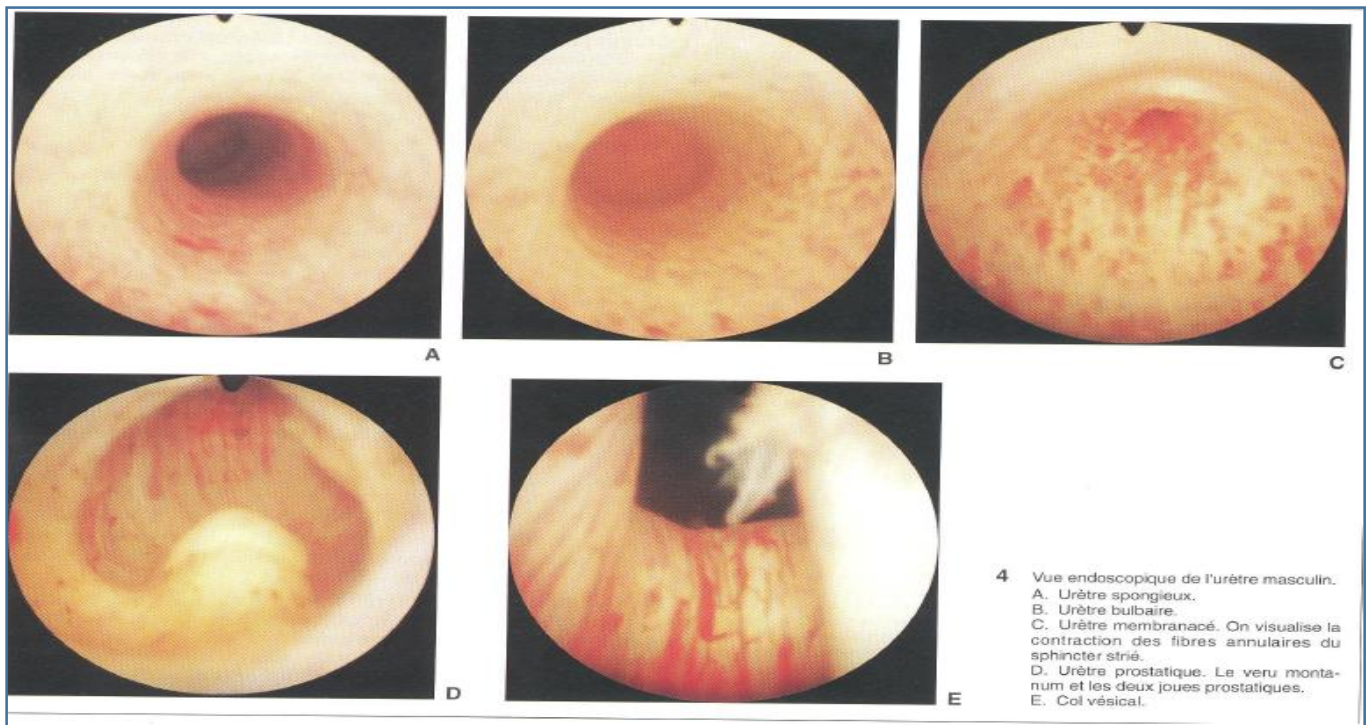 A
B
C
D
E
4 Vue endoscopique de l'urètre masculin.
A. Urètre spongieux.
B. Urètre bulbaire.
C. Urètre membranacé. On visualise la
contraction des fibres annulaires du
sphincter strié.
D. Urètre prostatique. Le veru monta-
num et les deux joues prostatiques.
E. Col vésical.